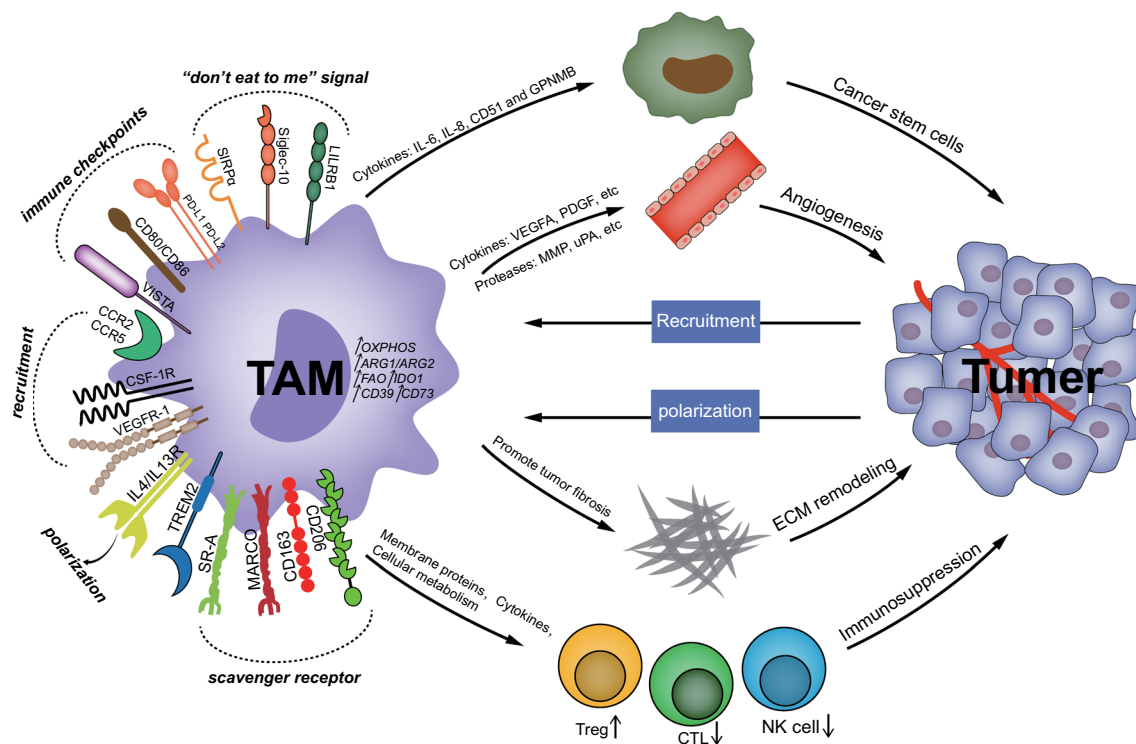 “don’t eat to me” signal
immune checkpoints
SIRPα
Siglec-10
LILRB1
PD-L1 PD-L2
CD80/CD86
VISTA
recruitment
CCR2
CCR5
CSF-1R
VEGFR-1
IL4/IL13R
polarization
TREM2
SR-A
MARCO
CD163
CD206
scavenger receptor
TAM
↑OXPHOS
↑ARG1/ARG2
↑FAO ↑IDO1
↑CD39 ↑CD73
Cytokines: IL-6, IL-8, CD51 and GPNMB
Cancer stem cells
Cytokines: VEGFA, PDGF, etc
Proteases: MMP, uPA, etc
Angiogenesis
Recruitment
polarization
Tumer
Promote tumor fibrosis
ECM remodeling
Membrane proteins, Cytokines,
Cellular metabolism
Immunosuppression
Treg↑
CTL↓
NK cell↓